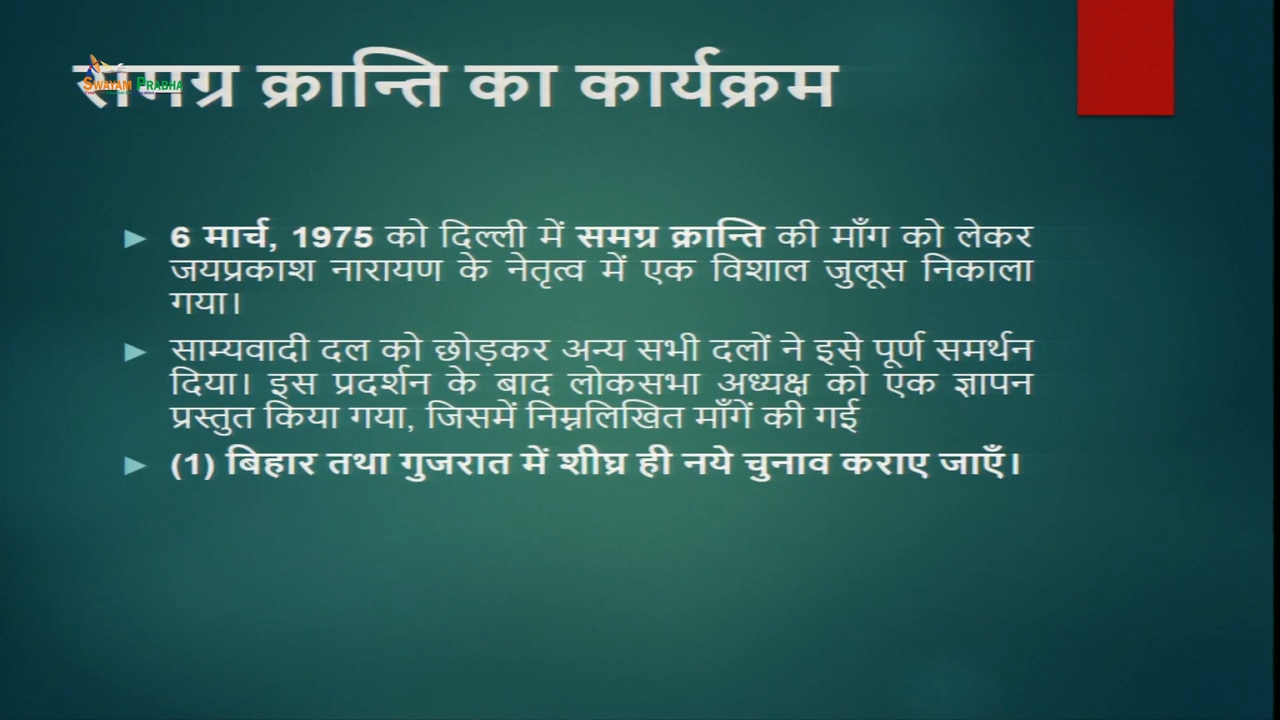 समग्र क्रान्ति का कार्यक्रम
SWAYAM PRABHA
6 मार्च, 1975 को दिल्ली में समग्र क्रान्ति की माँग को लेकर
जयप्रकाश नारायण के नेतृत्व में एक विशाल जुलूस निकाला
गया।
साम्यवादी दल को छोड़कर अन्य सभी दलों ने इसे पूर्ण समर्थन
दिया। इस प्रदर्शन के बाद लोकसभा अध्यक्ष को एक ज्ञापन
प्रस्तुत किया गया, जिसमें निम्नलिखित माँगें की गई
(1) बिहार तथा गुजरात में शीघ्र ही नये चुनाव कराए जाएँ।